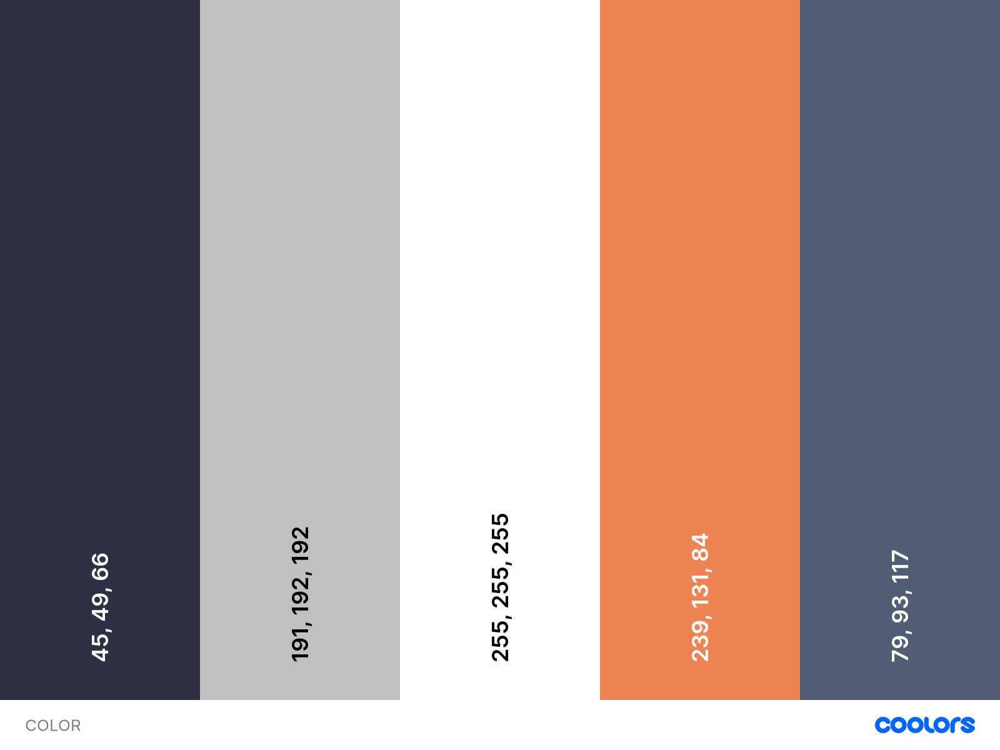 45, 49, 66
191, 192, 192
255, 255, 255
239, 131, 84
79, 93, 117
COLOR
coolors